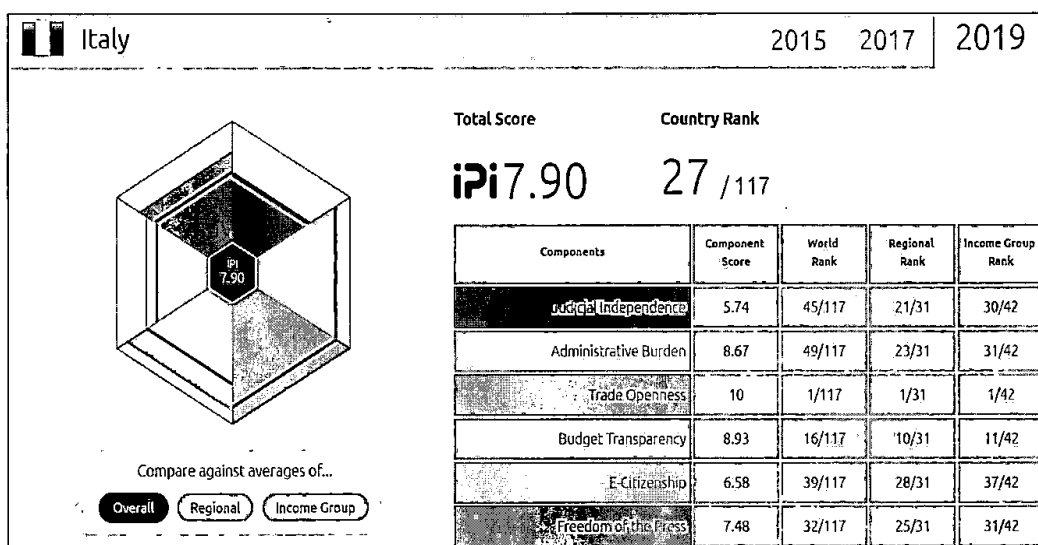 Italy
2015 2017 2019
Total Score Country Rank
iPi 7.90 27 / 117
IPI
7.90
Components Component Score World Rank Regional Rank Income Group Rank
Judicial Independence 5.74 45/117 21/31 30/42
Administrative Burden 8.67 49/117 23/31 31/42
Trade Openness 10 1/117 1/31 1/42
Budget Transparency 8.93 16/117 10/31 11/42
E-Citizenship 6.58 39/117 28/31 37/42
Freedom of the Press 7.48 32/117 25/31 31/42
Compare against averages of...
Overall Regional Income Group